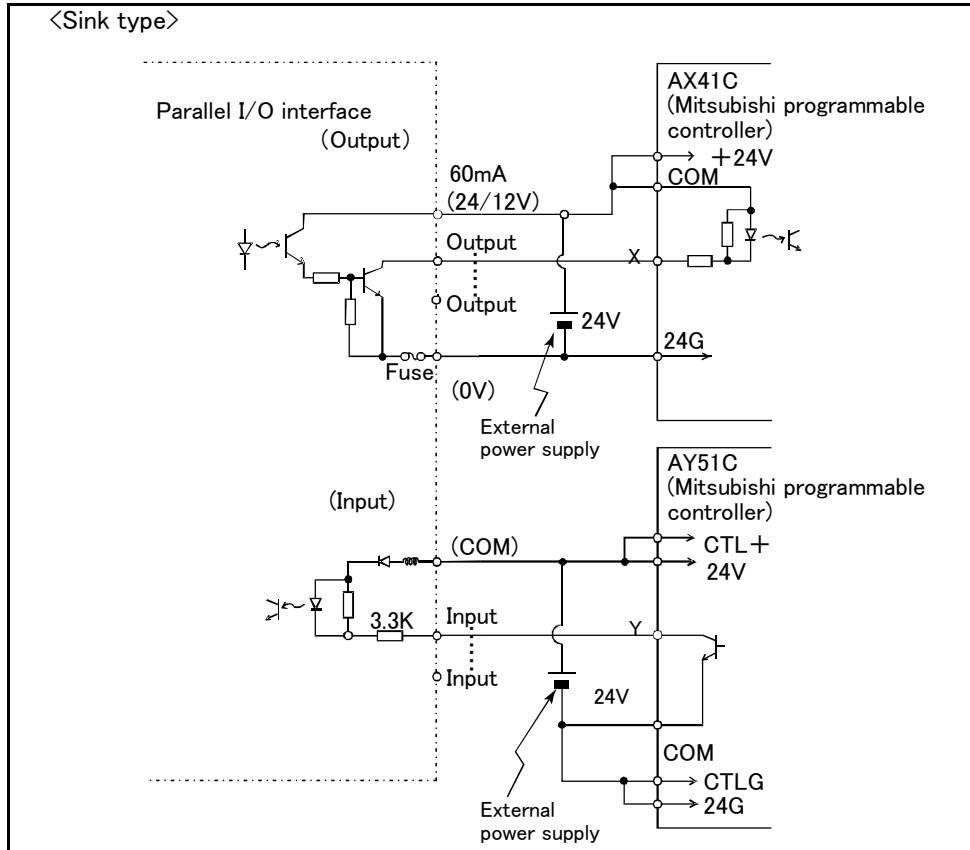 <Sink type>
Parallel I/O interface
(Output)
AX41C
(Mitsubishi programmable
controller)
+24V
COM
60mA
(24/12V)
Output
X
Output
24V
24G
Fuse
(0V)
External
power supply
AY51C
(Mitsubishi programmable
controller)
(Input)
(COM)
CTL+
24V
3.3K
Input
Y
Input
24V
COM
CTLG
24G
External
power supply